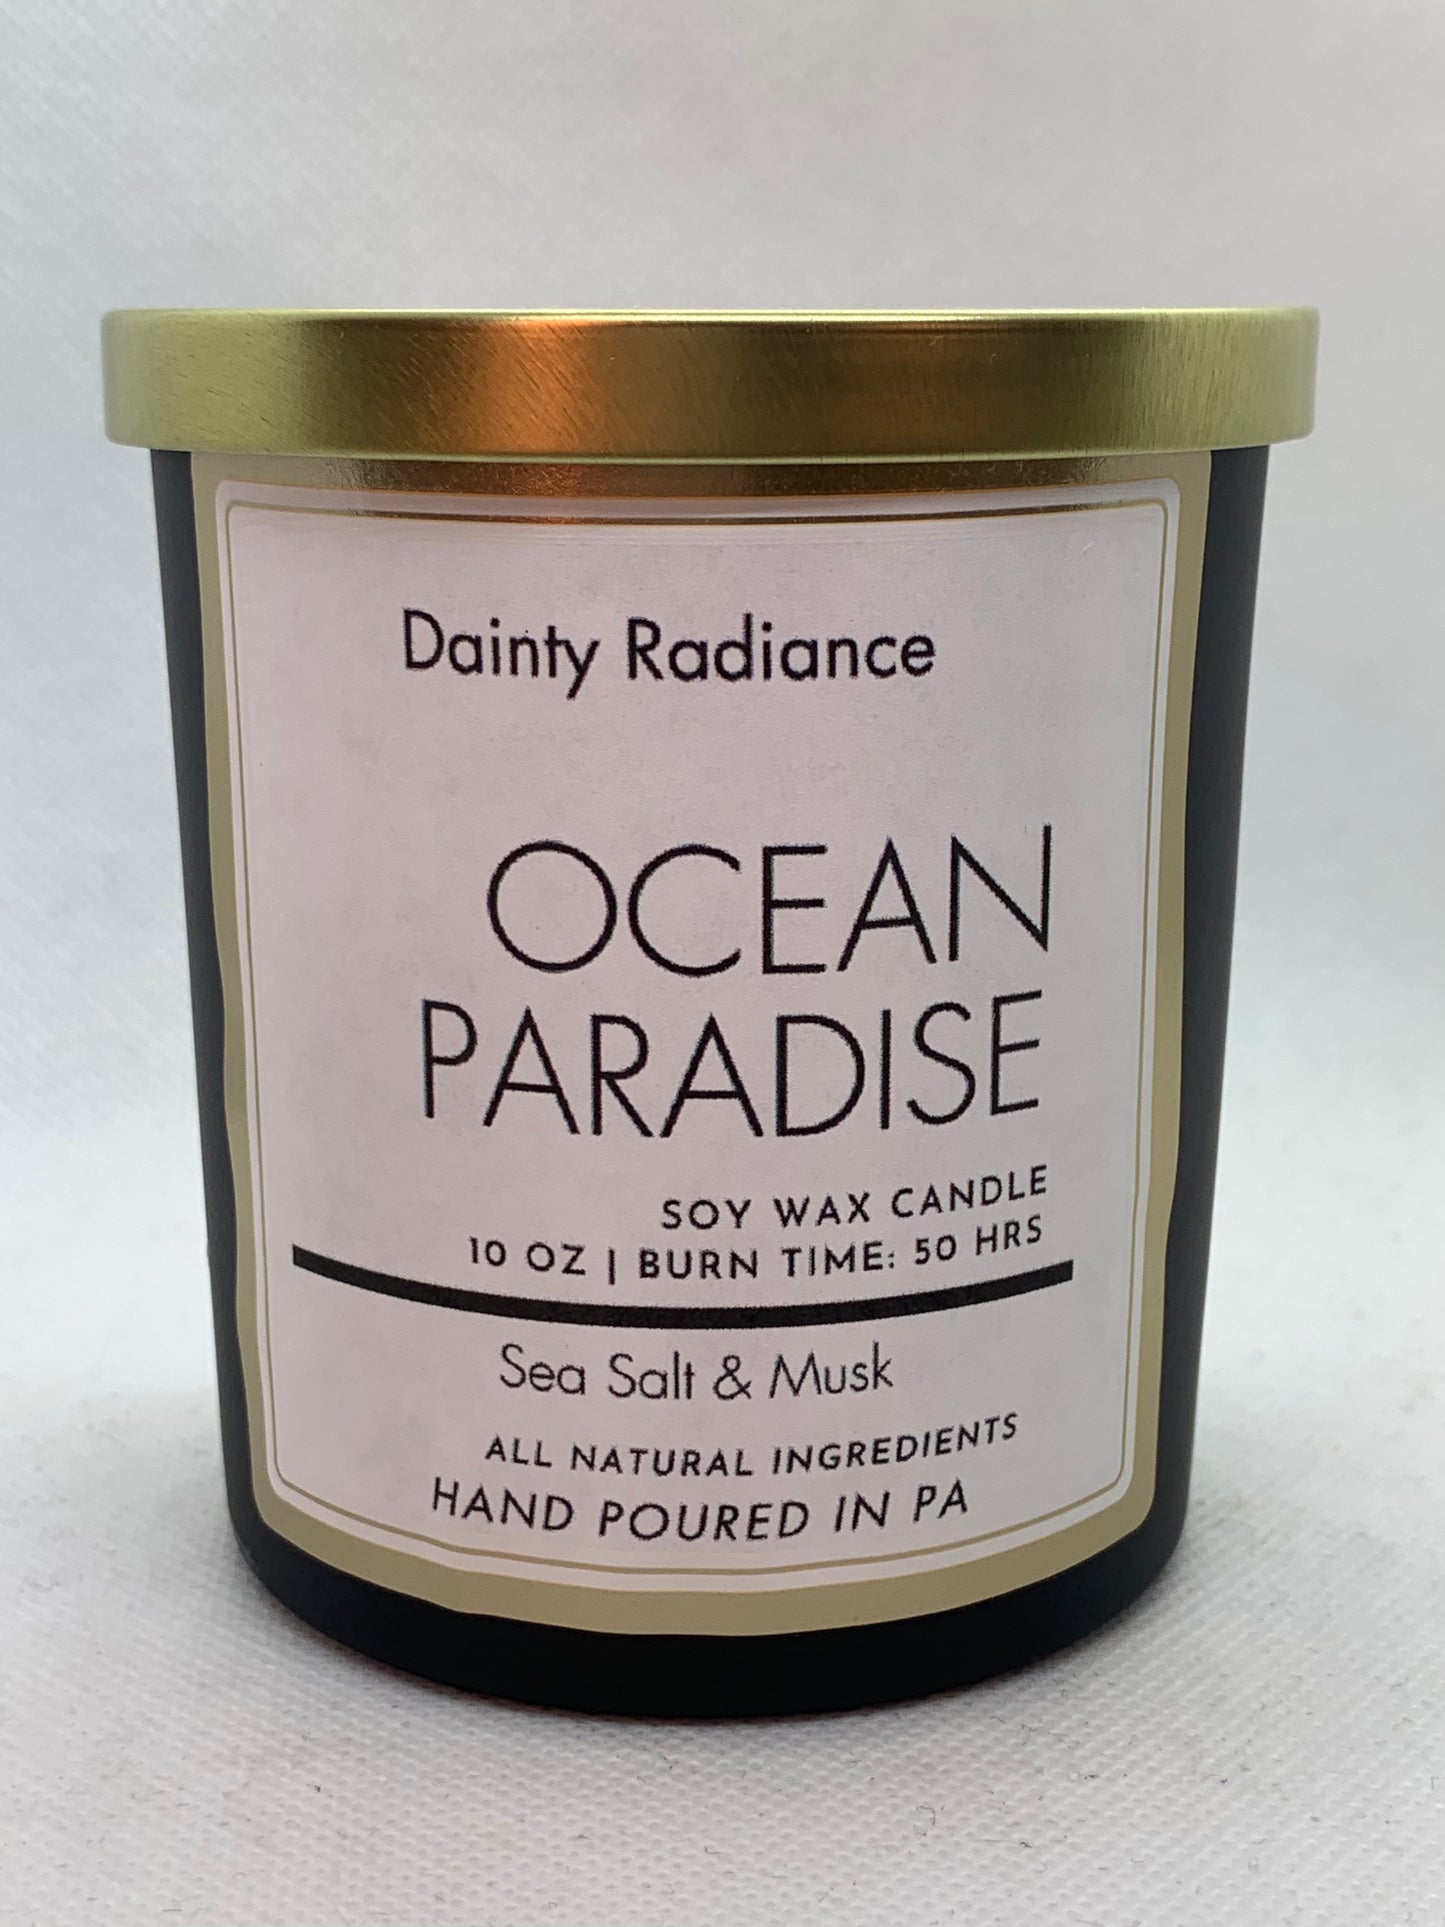 Dainty Radiance
OCEAN
PARADISE
SOY WAX CANDLE
10 OZ | BURN TIME: 50 HRS
Sea Salt & Musk
ALL NATURAL INGREDIENTS
HAND POURED IN PA